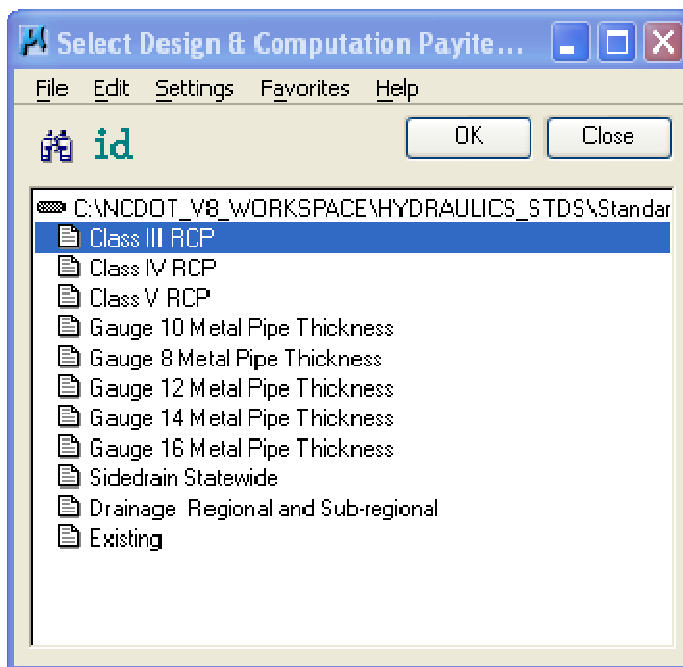 Select Design & Computation Payite...
File Edit Settings Favorites Help
id OK Close
C:\NCDOT_V8_WORKSPACE\HYDRAULICS_STDS\Standar
Class III RCP
Class IV RCP
Class V RCP
Gauge 10 Metal Pipe Thickness
Gauge 8 Metal Pipe Thickness
Gauge 12 Metal Pipe Thickness
Gauge 14 Metal Pipe Thickness
Gauge 16 Metal Pipe Thickness
Sidedrain Statewide
Drainage Regional and Sub-regional
Existing